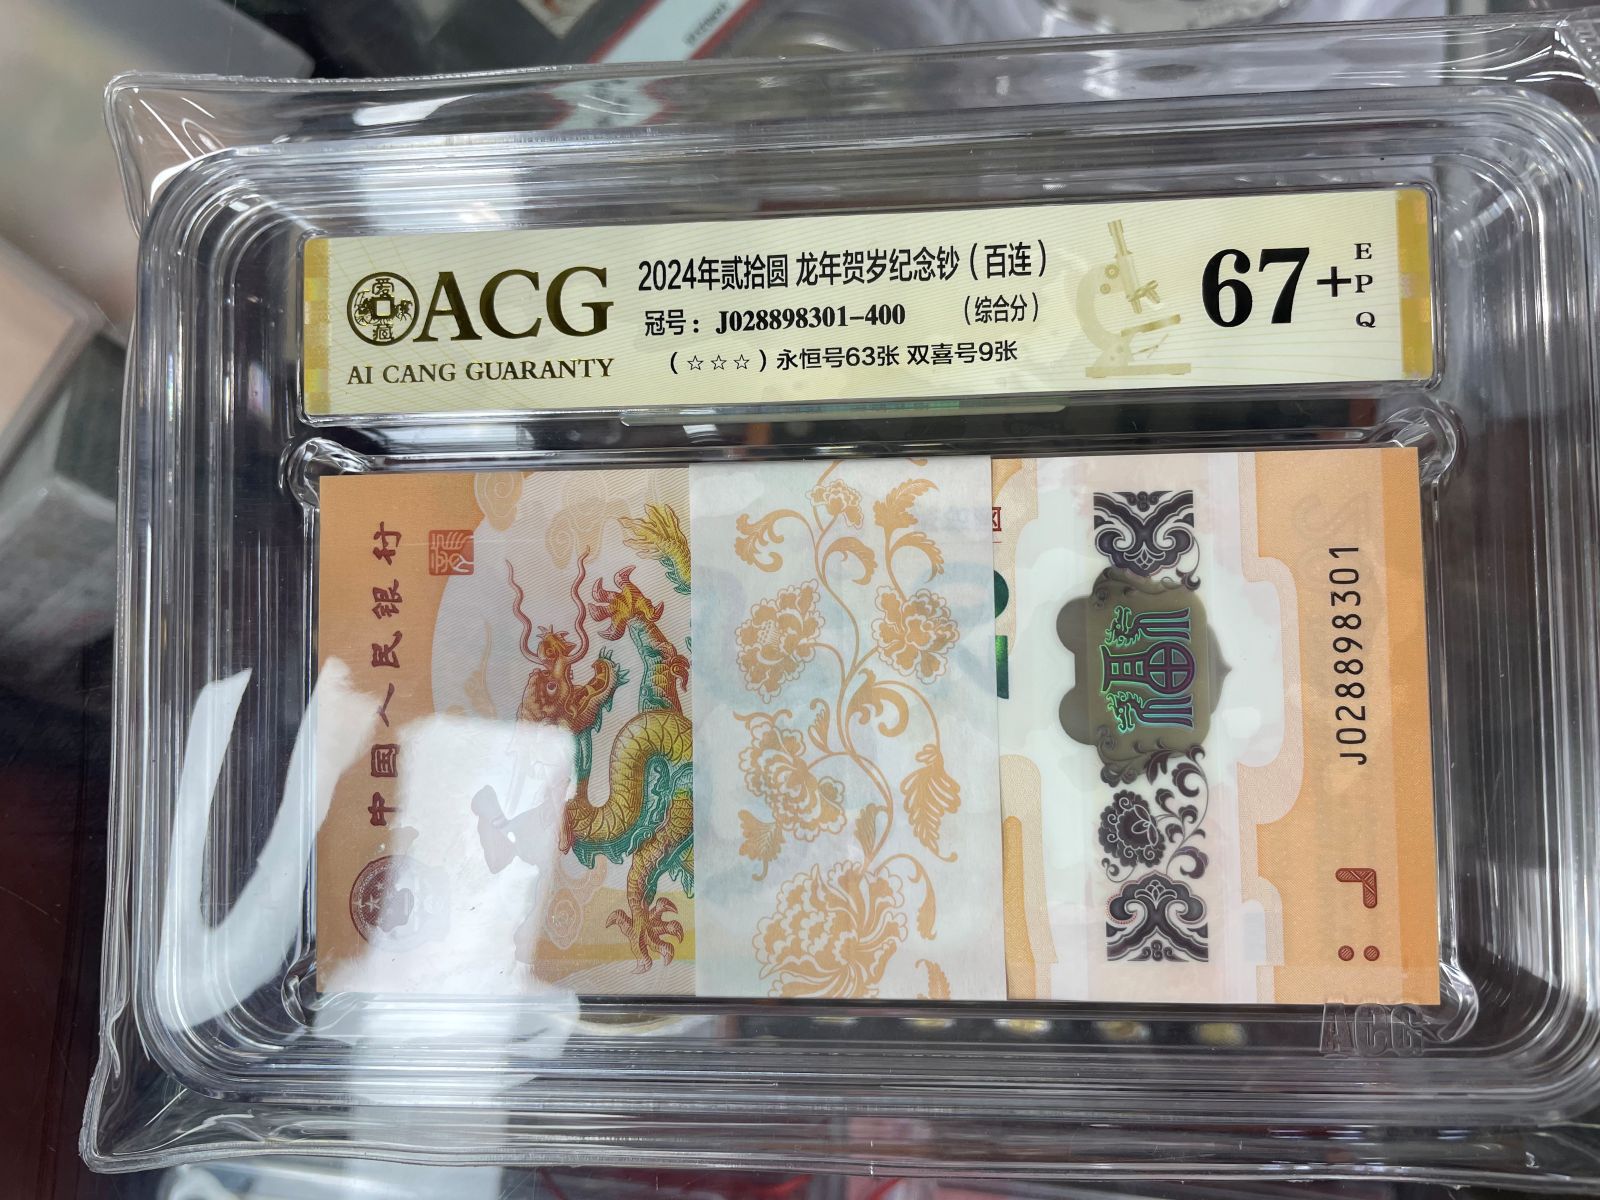 ACG
AI CANG GUARANTY
2024年贰拾圆 龙年贺岁纪念钞（百连）
冠号：J028898301-400 （综合分）
（☆☆☆）永恒号63张 双喜号9张
67+
EPQ
中国人民银行
J028898301
ACG